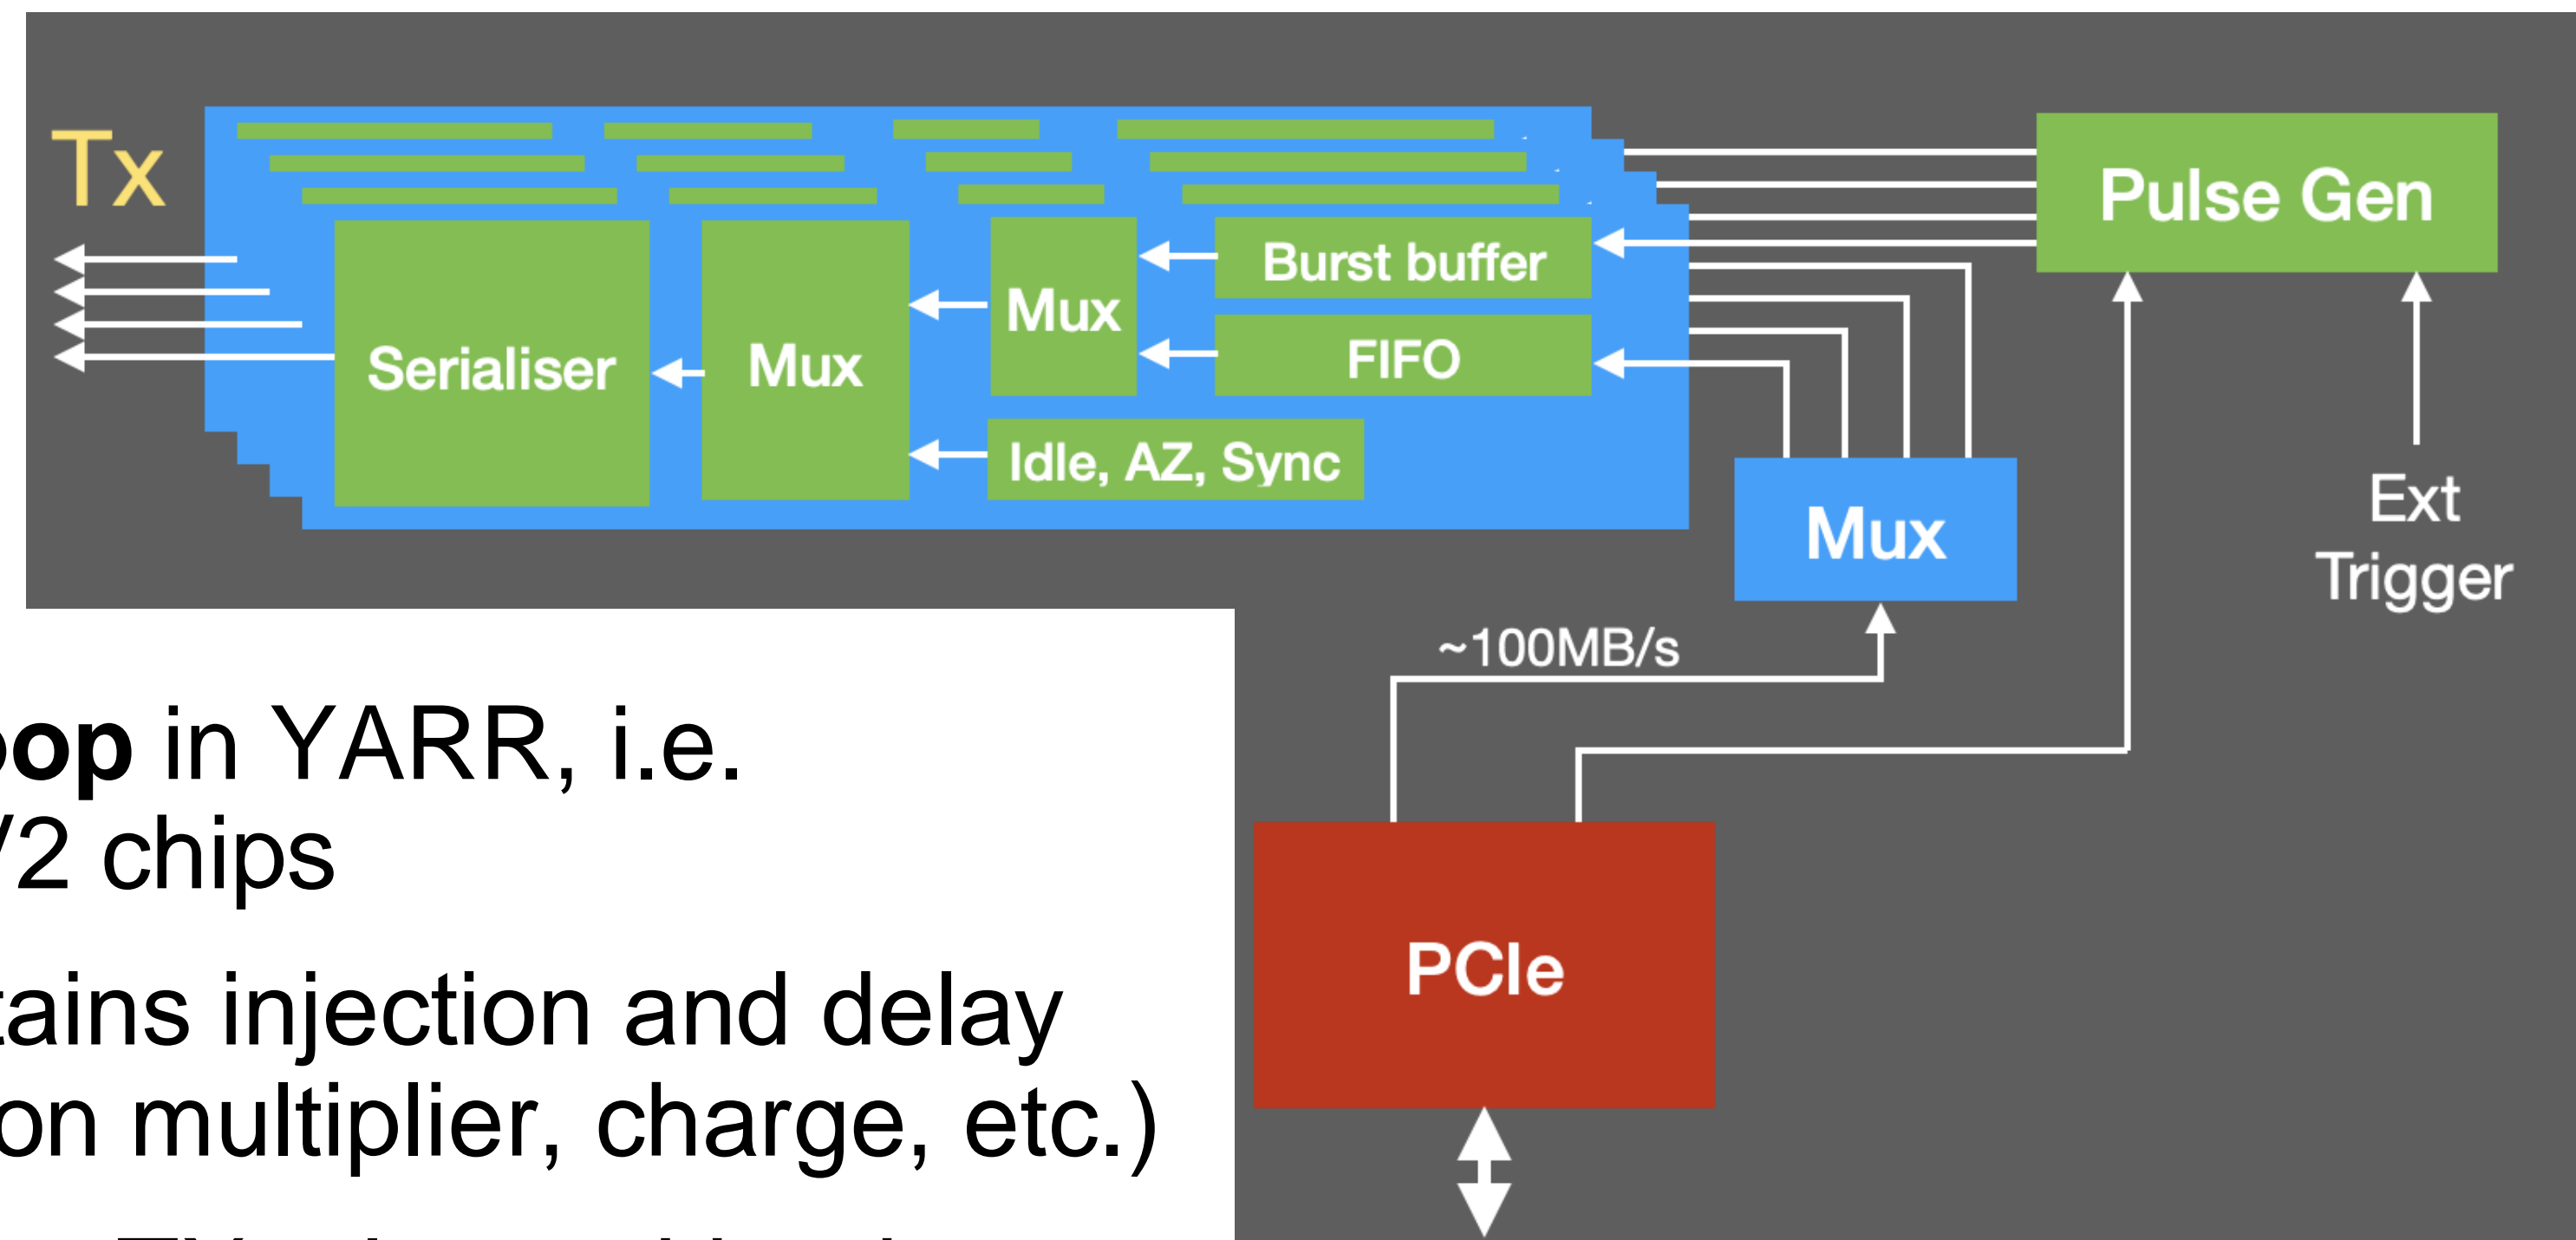 Tx
Pulse Gen
Burst buffer
Mux
FIFO
Serialiser
Mux
Idle, AZ, Sync
Ext
Trigger
Mux
~100MB/s
PCIe
oop in YARR, i.e.
/2 chips
tains injection and delay
on multiplier, charge, etc.)